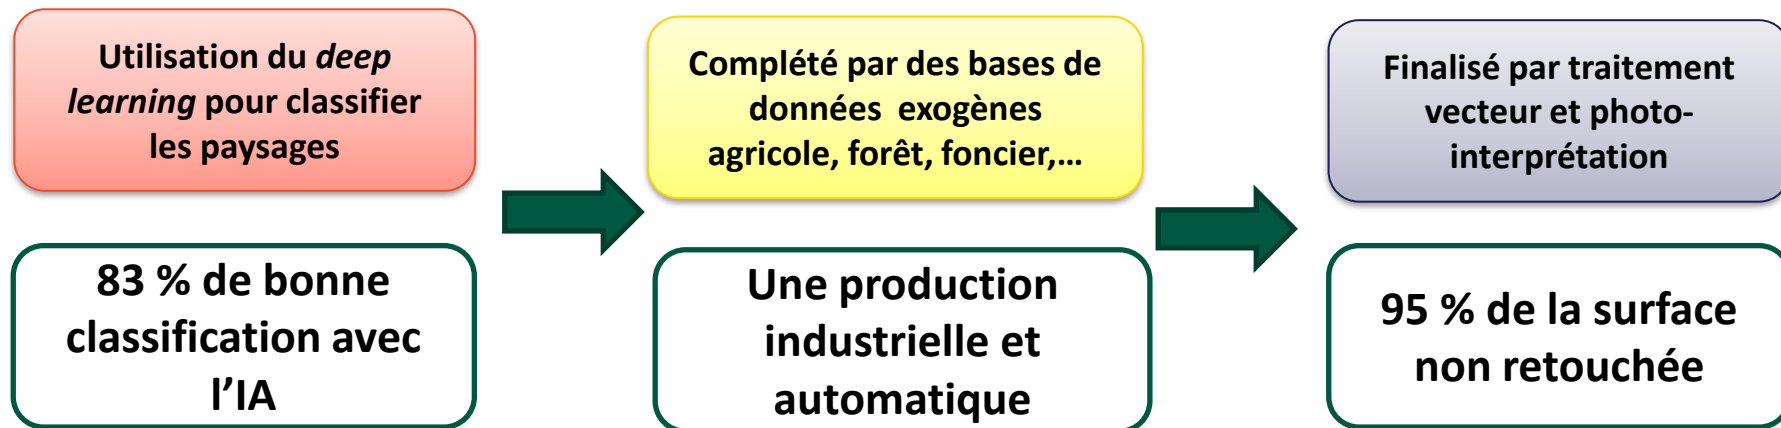 Utilisation du deep
learning pour classifier
les paysages
83 % de bonne
classification avec
l’IA
Complété par des bases de
données exogènes
agricole, forêt, foncier,…
Une production
industrielle et
automatique
Finalisé par traitement
vecteur et photo-
interprétation
95 % de la surface
non retouchée